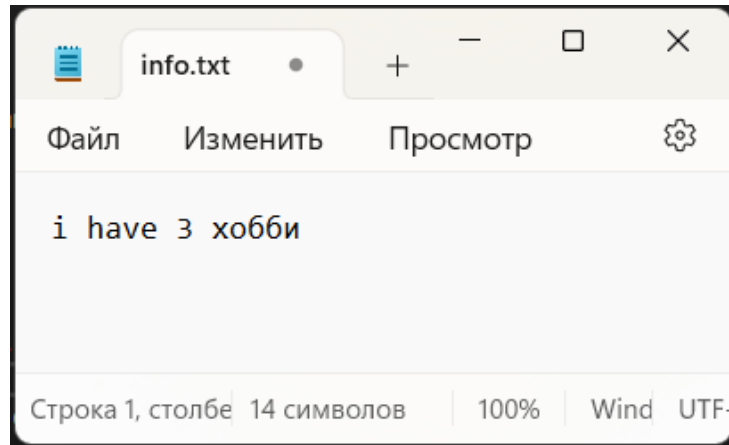 info.txt
Файл Изменить Просмотр
i have 3 хобби
Строка 1, столбе 14 символов 100% Wind UTF-